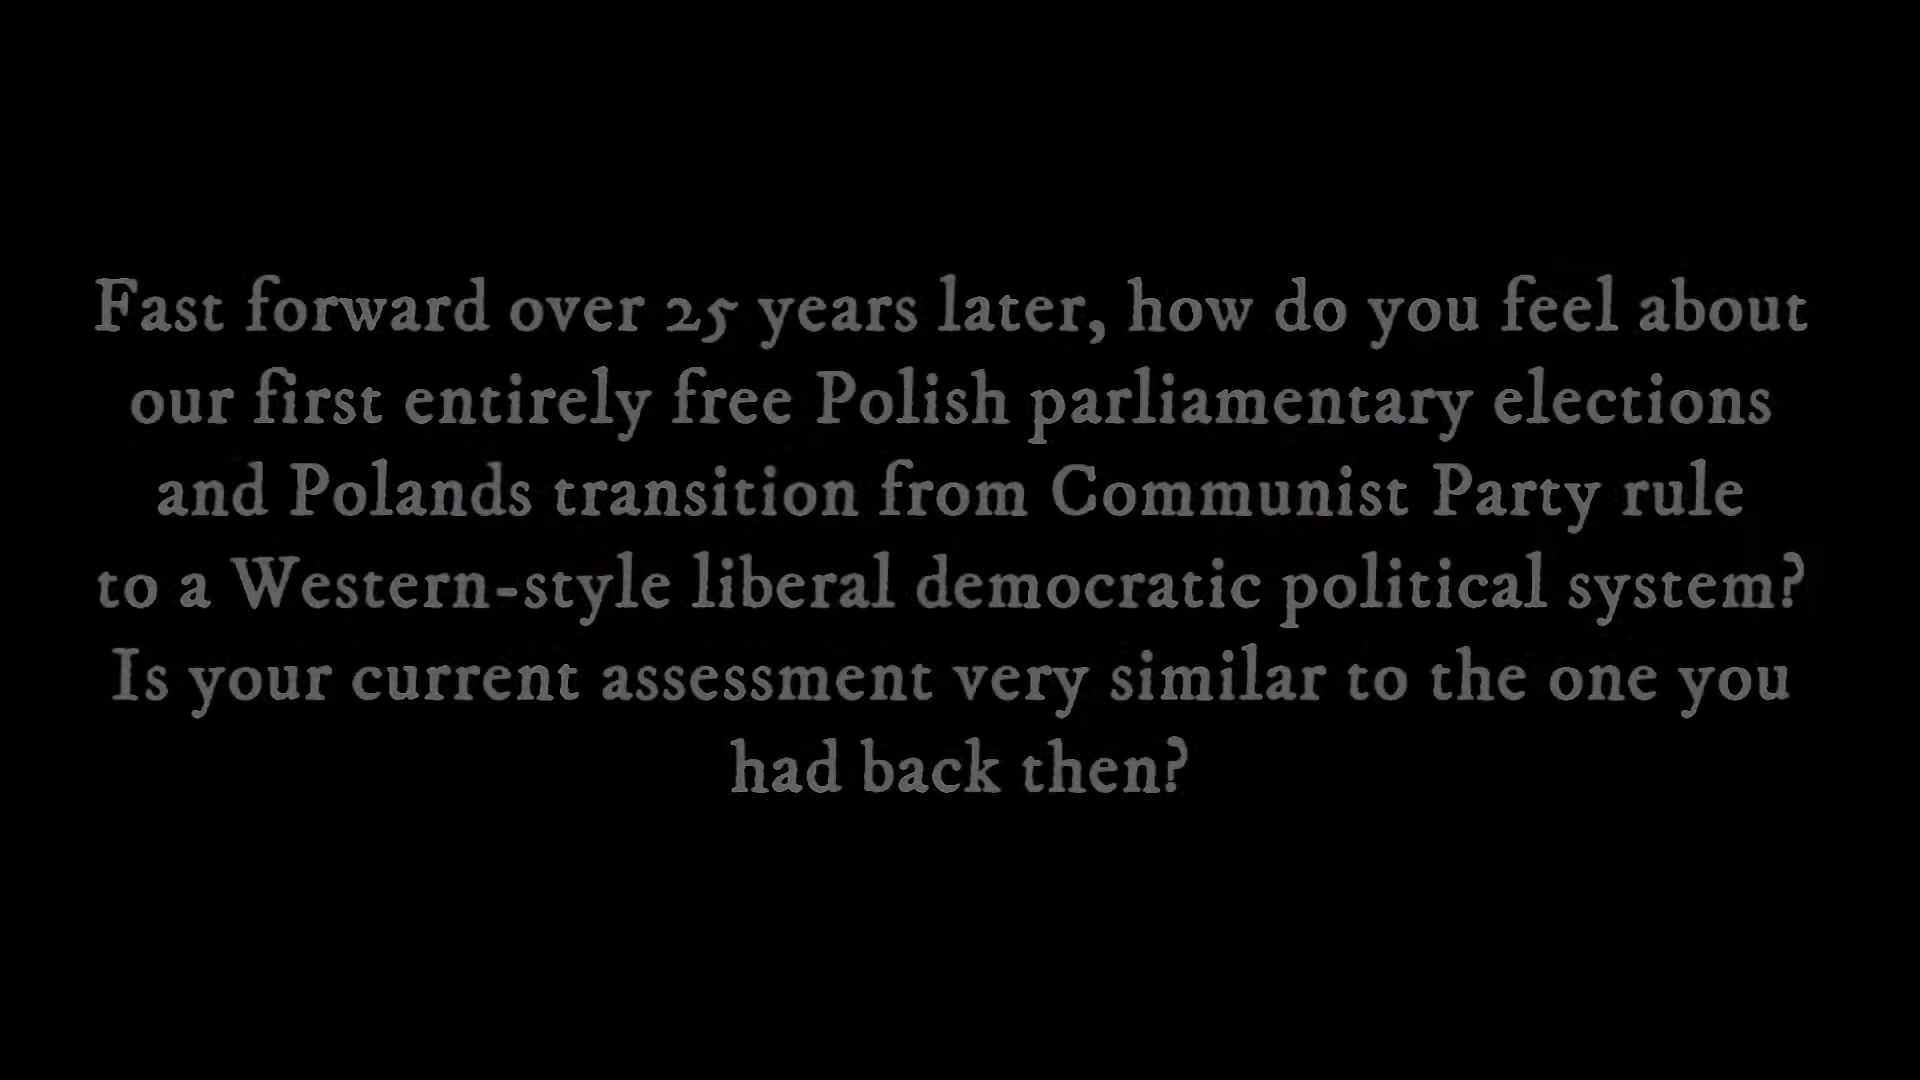 Fast forward over 25 years later, how do you feel about
our first entirely free Polish parliamentary elections
and Polands transition from Communist Party rule
to a Western-style liberal democratic political system?
Is your current assessment very similar to the one you
had back then?